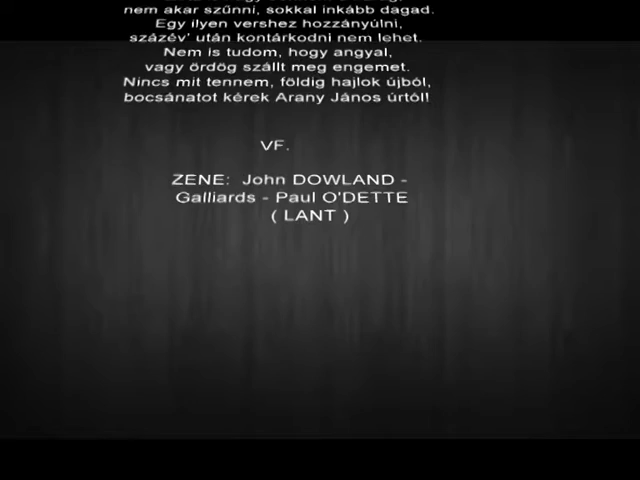 nem akar szűnni, sokkal inkább dagad.
Egy ilyen vershez hozzányúlni,
százév' után kontárkodni nem lehet.
Nem is tudom, hogy angyal,
vagy ördög szállt meg engemet.
Nincs mit tennem, földig hajlok újból,
bocsánatot kérek Arany János úrtól!
VF.
ZENE: John DOWLAND -
Galliards - Paul O'DETTE
( LANT )